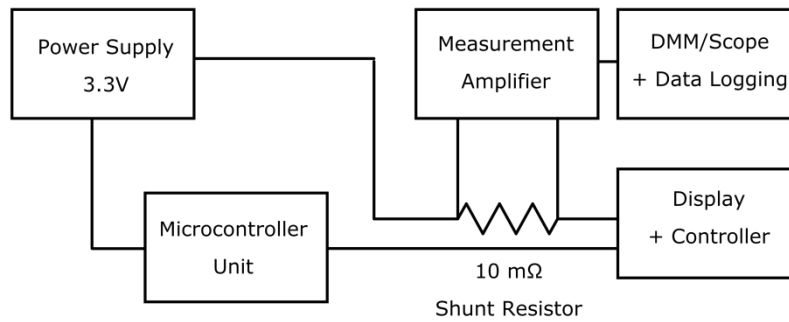 Power Supply
3.3V
Measurement
Amplifier
DMM/Scope
+ Data Logging
Microcontroller
Unit
Display
+ Controller
10 mΩ
Shunt Resistor